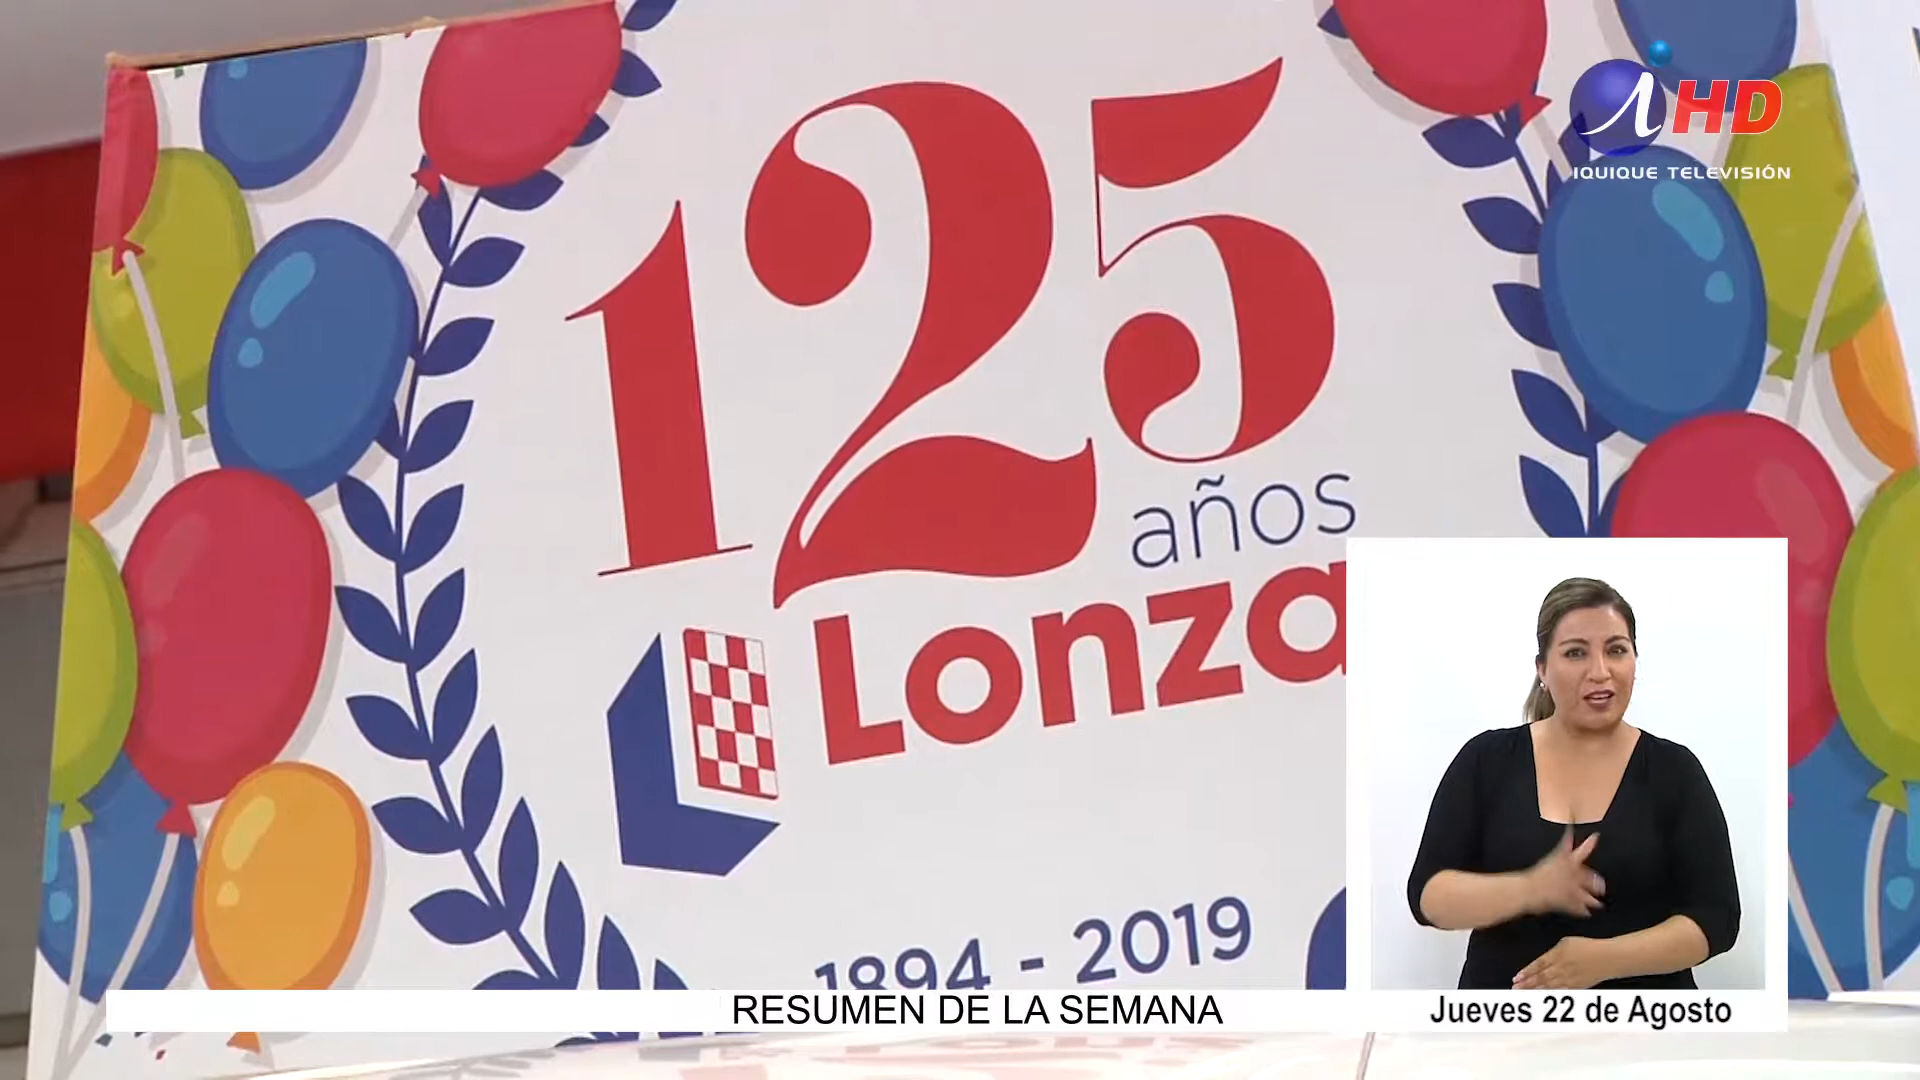 HD
IQUIQUE TELEVISIÓN
125
años
Lonza
1894 - 2019
RESUMEN DE LA SEMANA
Jueves 22 de Agosto